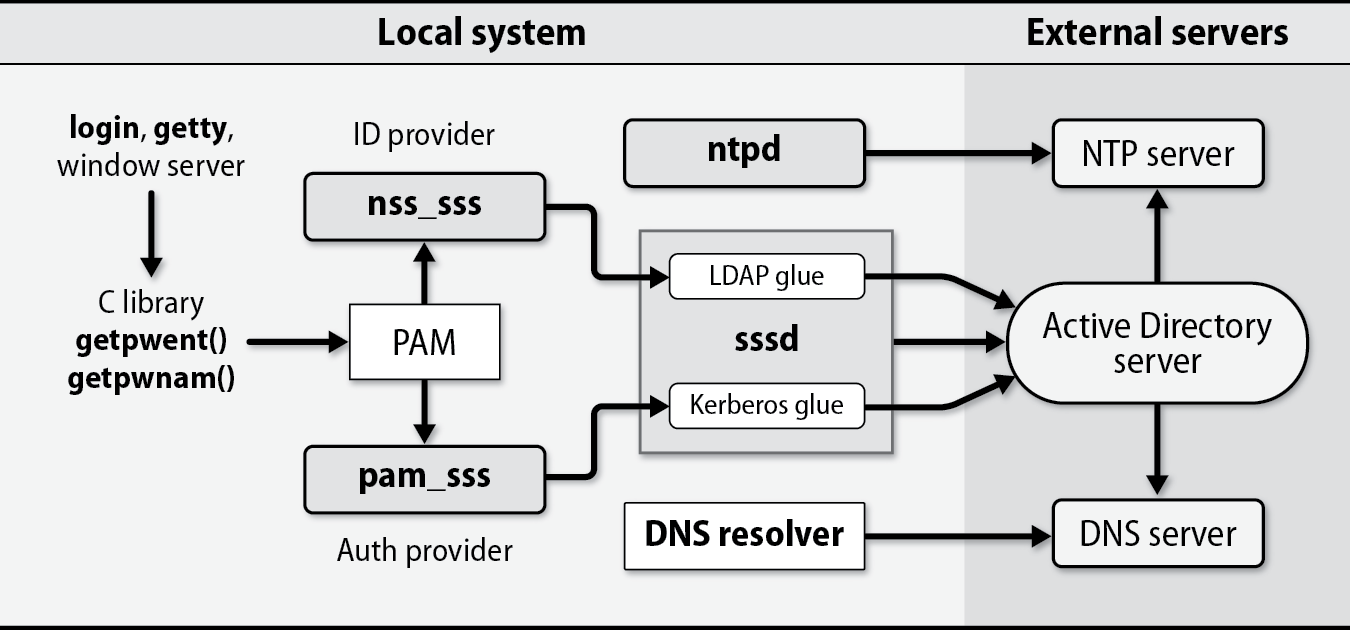 Local system
External servers
login, getty,
window server
ID provider
nss_sss
ntpd
NTP server
LDAP glue
C library
getpwent()
getpwnam()
PAM
sssd
Active Directory
server
Kerberos glue
pam_sss
Auth provider
DNS resolver
DNS server